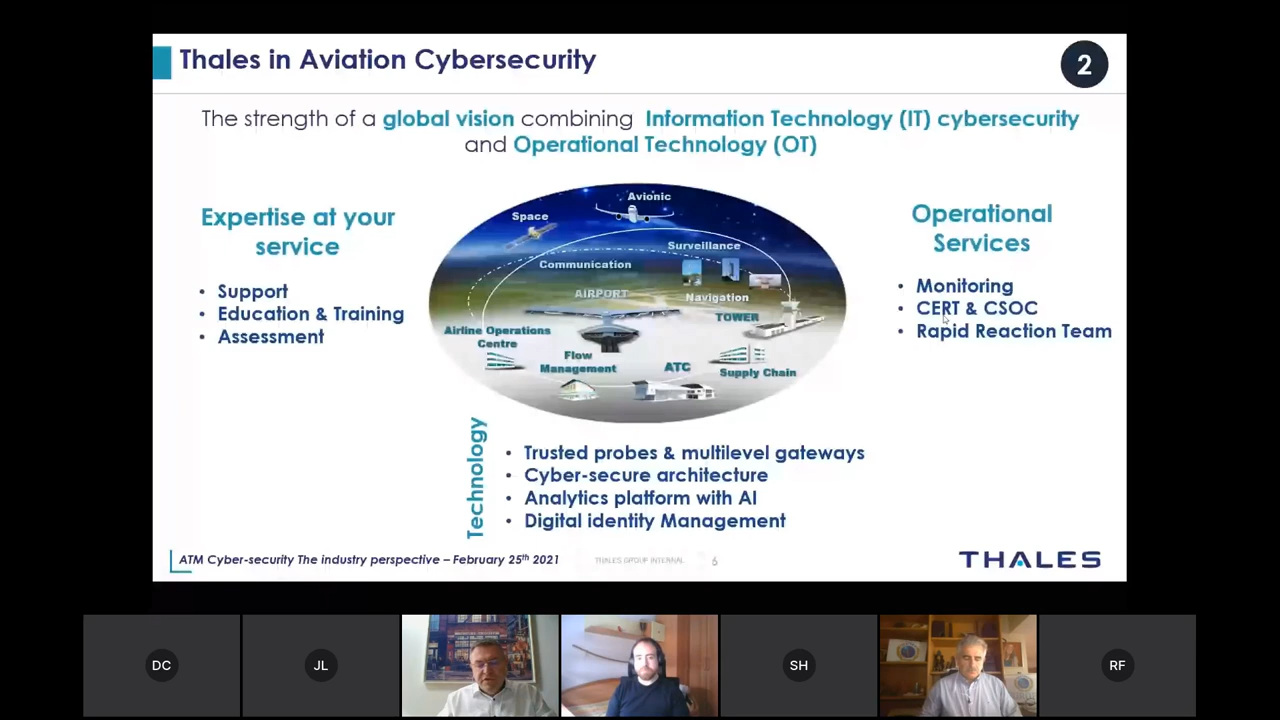 Thales in Aviation Cybersecurity
2
The strength of a global vision combining Information Technology (IT) cybersecurity
and Operational Technology (OT)
Expertise at your
service
• Support
• Education & Training
• Assessment
Avionic
Space
Surveillance
Communication
AIRPORT
Navigation
TOWER
Airline Operations
Centre
Flow
Management
ATC
Supply Chain
Operational
Services
• Monitoring
• CERT & CSOC
• Rapid Reaction Team
Technology
• Trusted probes & multilevel gateways
• Cyber-secure architecture
• Analytics platform with AI
• Digital identity Management
ATM Cyber-security The industry perspective – February 25th 2021
THALES GROUP INTERNAL
6
THALES
DC
JL
SH
RF